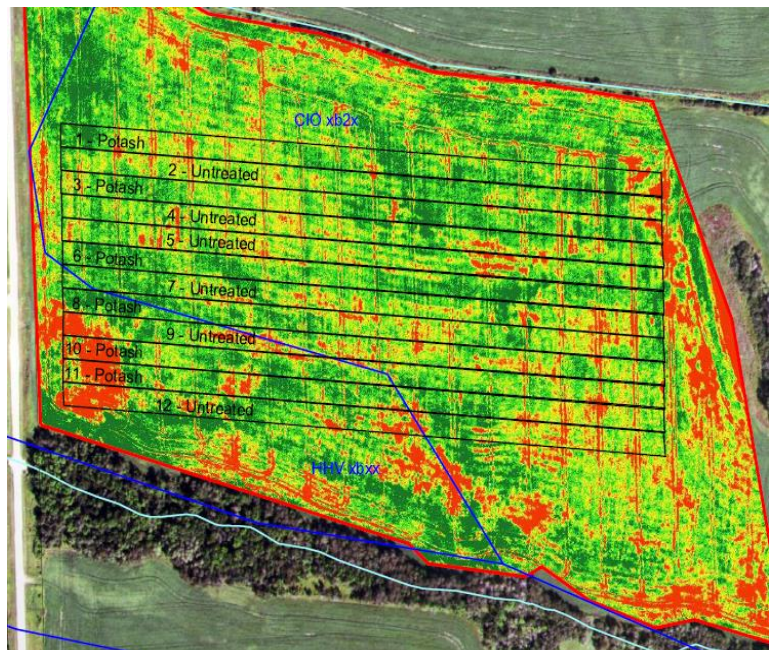 CIO xb2x
1 - Potash
2 - Untreated
3 - Potash
4 - Untreated
5 - Untreated
6 - Potash
7 - Untreated
8 - Potash
9 - Untreated
10 - Potash
11 - Potash
12 - Untreated
HHV xbxx